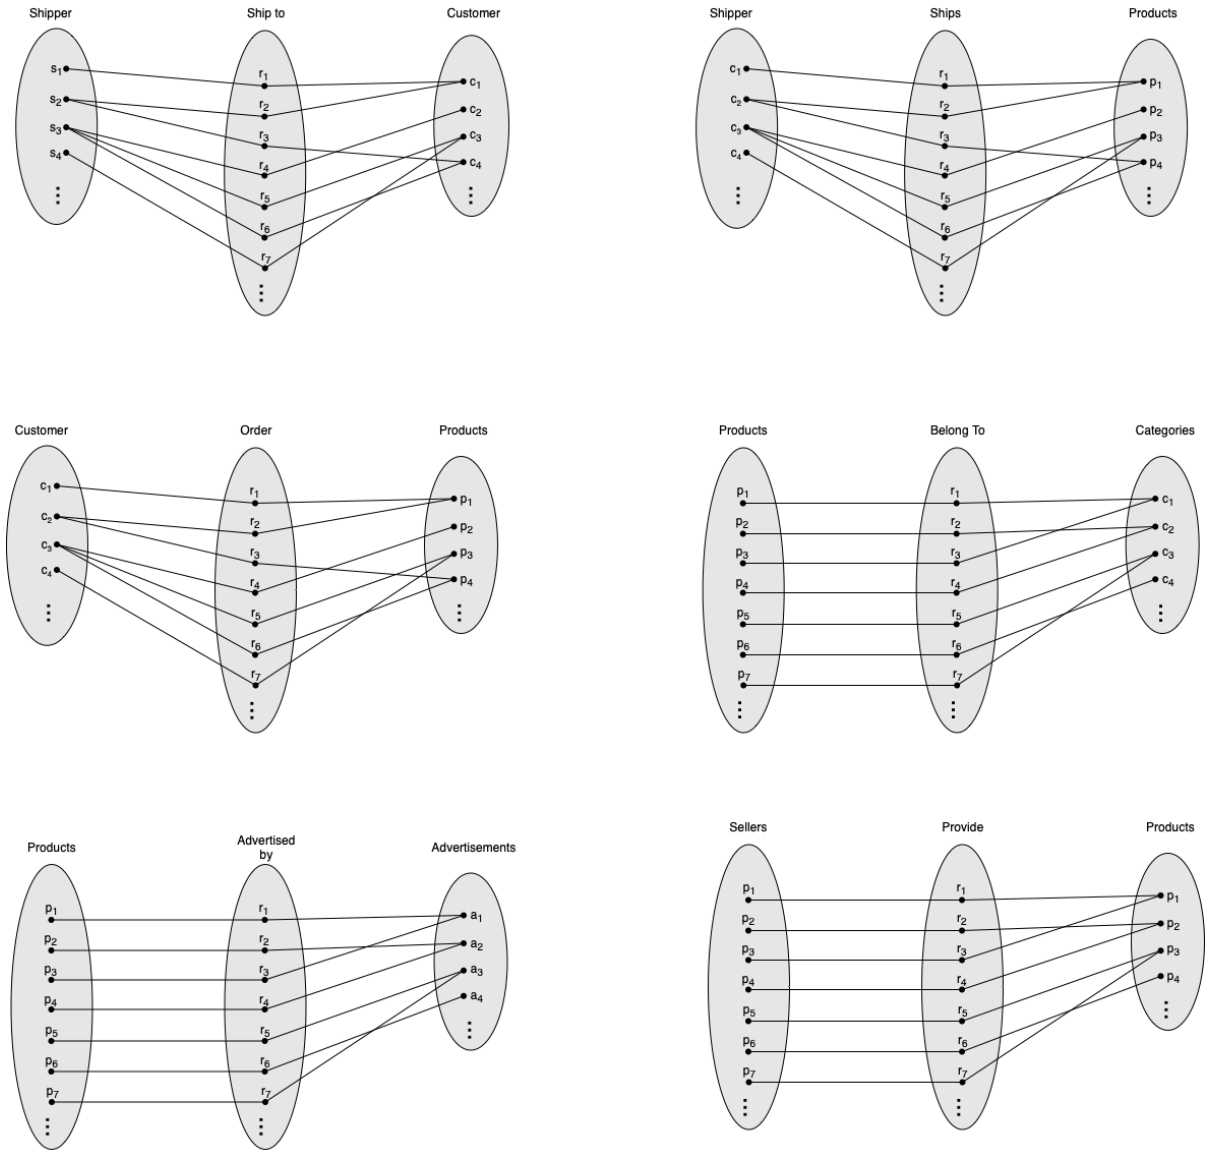 Shipper Ship to Customer
s1 r1 c1
s2 r2 c2
s3 r3 c3
s4 r4 c4
r5
r6
r7
Shipper Ships Products
c1 r1 p1
c2 r2 p2
c3 r3 p3
c4 r4 p4
r5
r6
r7
Customer Order Products
c1 r1 p1
c2 r2 p2
c3 r3 p3
c4 r4 p4
r5
r6
r7
Products Belong To Categories
p1 r1 c1
p2 r2 c2
p3 r3 c3
p4 r4 c4
p5 r5
p6 r6
p7 r7
Products Advertised by Advertisements
p1 r1 a1
p2 r2 a2
p3 r3 a3
p4 r4 a4
p5 r5
p6 r6
p7 r7
Sellers Provide Products
p1 r1 p1
p2 r2 p2
p3 r3 p3
p4 r4 p4
p5 r5
p6 r6
p7 r7